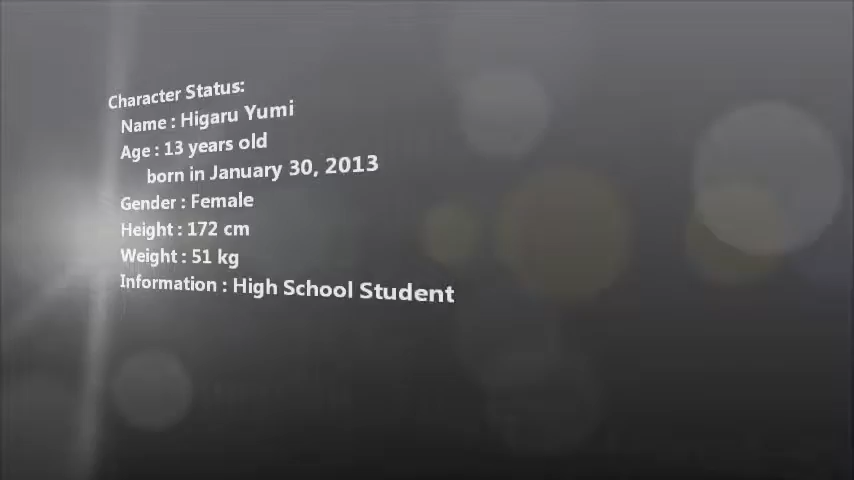 Character Status:
Name : Higaru Yumi
Age : 13 years old
born in January 30, 2013
Gender : Female
Height : 172 cm
Weight : 51 kg
Information : High School Student